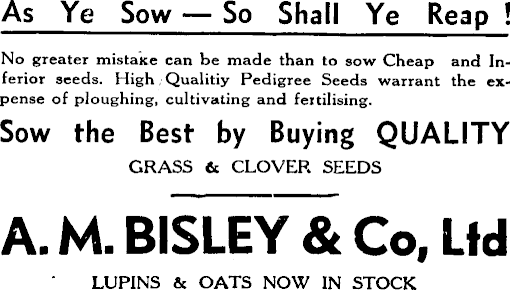 As Ye Sow — So Shall Ye Reap !
No greater mistake can be made than to sow Cheap and In-
ferior seeds. High Qualitiy Pedigree Seeds warrant the ex-
pense of ploughing, cultivating and fertilising.
Sow the Best by Buying QUALITY
GRASS & CLOVER SEEDS
A. M. BISLEY & Co, Ltd
LUPINS & OATS NOW IN STOCK